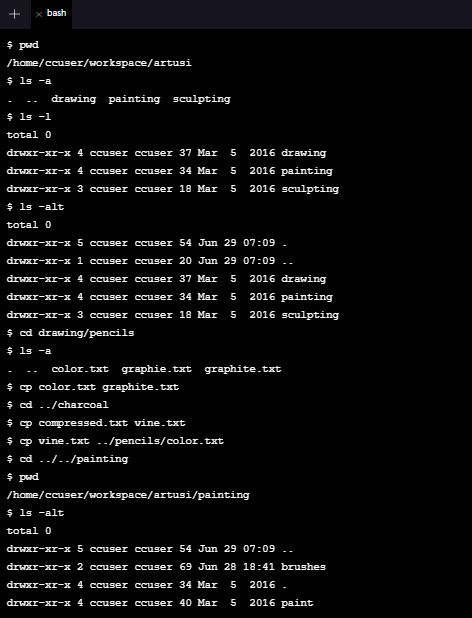 + × bash
$ pwd
/home/ccuser/workspace/artusi
$ ls -a
. .. drawing painting sculpting
$ ls -l
total 0
drwxr-xr-x 4 ccuser ccuser 37 Mar 5 2016 drawing
drwxr-xr-x 4 ccuser ccuser 34 Mar 5 2016 painting
drwxr-xr-x 3 ccuser ccuser 18 Mar 5 2016 sculpting
$ ls -alt
total 0
drwxr-xr-x 5 ccuser ccuser 54 Jun 29 07:09 .
drwxr-xr-x 1 ccuser ccuser 20 Jun 29 07:09 ..
drwxr-xr-x 4 ccuser ccuser 37 Mar 5 2016 drawing
drwxr-xr-x 4 ccuser ccuser 34 Mar 5 2016 painting
drwxr-xr-x 3 ccuser ccuser 18 Mar 5 2016 sculpting
$ cd drawing/pencils
$ ls -a
. .. color.txt graphie.txt graphite.txt
$ cp color.txt graphite.txt
$ cd ../charcoal
$ cp compressed.txt vine.txt
$ cp vine.txt ../pencils/color.txt
$ cd ../../painting
$ pwd
/home/ccuser/workspace/artusi/painting
$ ls -alt
total 0
drwxr-xr-x 5 ccuser ccuser 54 Jun 29 07:09 ..
drwxr-xr-x 2 ccuser ccuser 69 Jun 28 18:41 brushes
drwxr-xr-x 4 ccuser ccuser 34 Mar 5 2016 .
drwxr-xr-x 4 ccuser ccuser 40 Mar 5 2016 paint